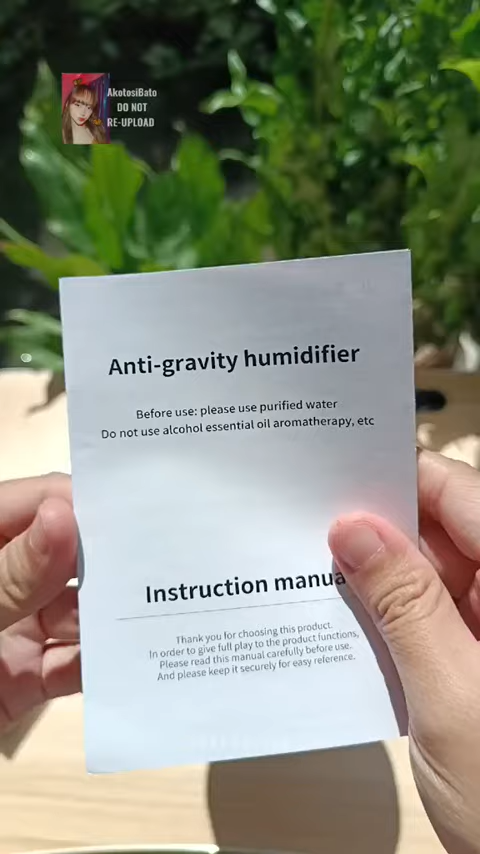 AkotosiBato
DO NOT
RE-UPLOAD
Anti-gravity humidifier
Before use: please use purified water
Do not use alcohol essential oil aromatherapy, etc
Instruction manua
Thank you for choosing this product.
In order to give full play to the product functions,
Please read this manual carefully before use.
And please keep it securely for easy reference.